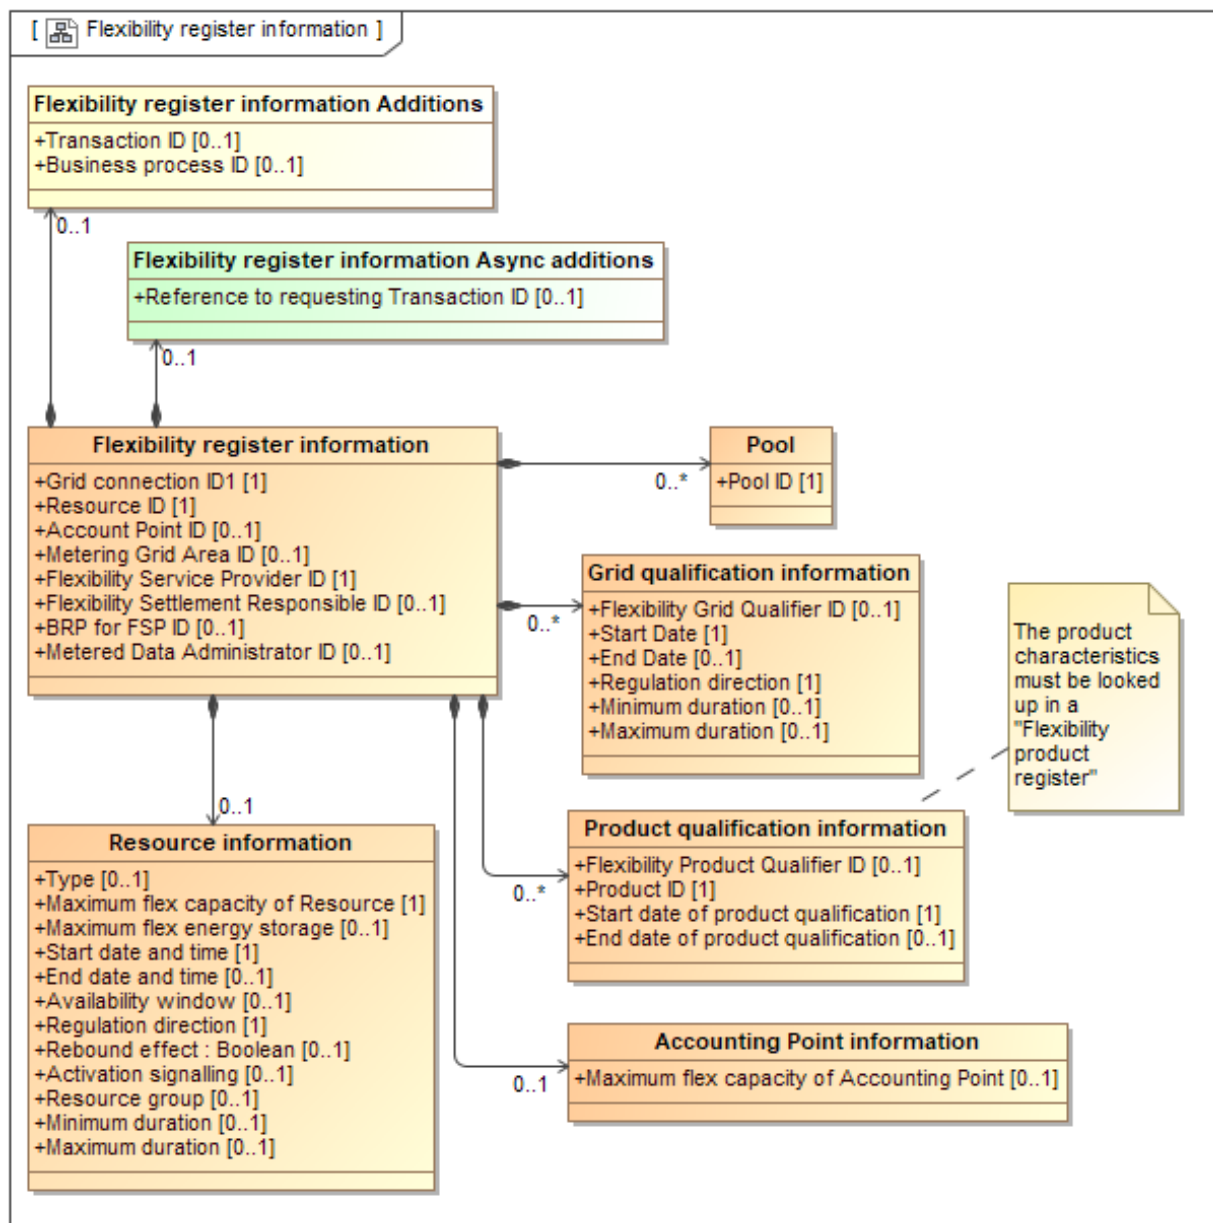 [ Flexibility register information ]
Flexibility register information Additions
+Transaction ID [0..1]
+Business process ID [0..1]
0..1
Flexibility register information Async additions
+Reference to requesting Transaction ID [0..1]
0..1
Flexibility register information
+Grid connection ID1 [1]
+Resource ID [1]
+Account Point ID [0..1]
+Metering Grid Area ID [0..1]
+Flexibility Service Provider ID [1]
+Flexibility Settlement Responsible ID [0..1]
+BRP for FSP ID [0..1]
+Metered Data Administrator ID [0..1]
0..*
Pool
+Pool ID [1]
0..*
Grid qualification information
+Flexibility Grid Qualifier ID [0..1]
+Start Date [1]
+End Date [0..1]
+Regulation direction [1]
+Minimum duration [0..1]
+Maximum duration [0..1]
The product
characteristics
must be looked
up in a
"Flexibility
product
register"
0..1
Resource information
+Type [0..1]
+Maximum flex capacity of Resource [1]
+Maximum flex energy storage [0..1]
+Start date and time [1]
+End date and time [0..1]
+Availability window [0..1]
+Regulation direction [1]
+Rebound effect : Boolean [0..1]
+Activation signalling [0..1]
+Resource group [0..1]
+Minimum duration [0..1]
+Maximum duration [0..1]
0..*
Product qualification information
+Flexibility Product Qualifier ID [0..1]
+Product ID [1]
+Start date of product qualification [1]
+End date of product qualification [0..1]
0..1
Accounting Point information
+Maximum flex capacity of Accounting Point [0..1]